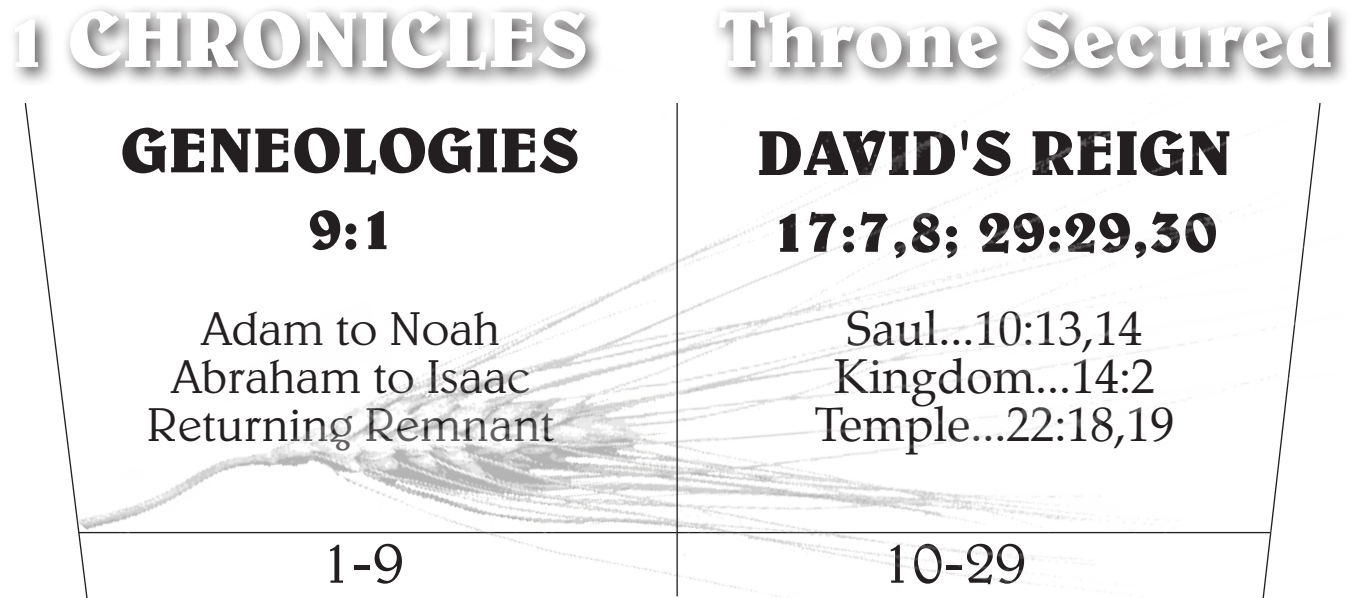 1 CHRONICLES Throne Secured
GENEOLOGIES
9:1
Adam to Noah
Abraham to Isaac
Returning Remnant
1-9
DAVID'S REIGN
17:7,8; 29:29,30
Saul...10:13,14
Kingdom...14:2
Temple...22:18,19
10-29